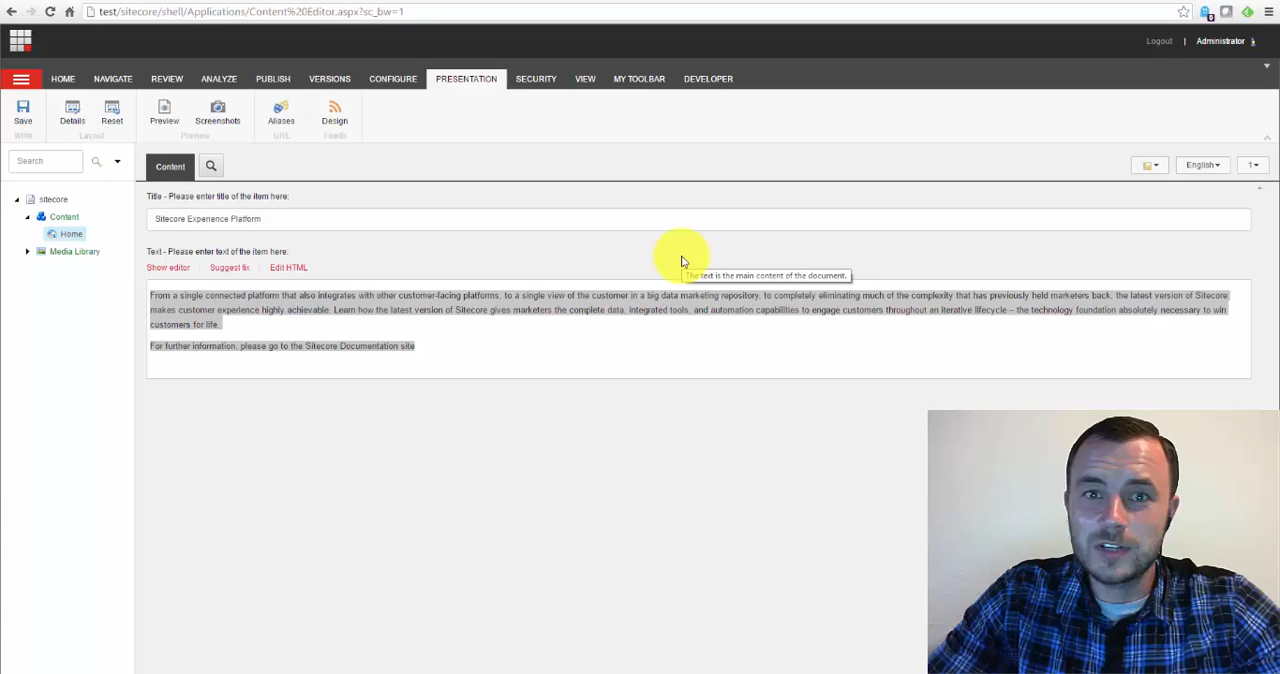 test/sitecore/shell/Applications/Content%20Editor.aspx?sc_bw=1
Logout | Administrator
HOME NAVIGATE REVIEW ANALYZE PUBLISH VERSIONS CONFIGURE PRESENTATION SECURITY VIEW MY TOOLBAR DEVELOPER
Save Details Reset Preview Screenshots Aliases Design
Write Layout Preview URL Feeds
Search
Content
English 1
sitecore
Content
Home
Media Library
Title - Please enter title of the item here:
Sitecore Experience Platform
Text - Please enter text of the item here:
Show editor Suggest fix Edit HTML
The text is the main content of the document.
From a single connected platform that also integrates with other customer-facing platforms, to a single view of the customer in a big data marketing repository, to completely eliminating much of the complexity that has previously held marketers back, the latest version of Sitecore
makes customer experience highly achievable. Learn how the latest version of Sitecore gives marketers the complete data, integrated tools, and automation capabilities to engage customers throughout an iterative lifecycle – the technology foundation absolutely necessary to win
customers for life.
For further information, please go to the Sitecore Documentation site